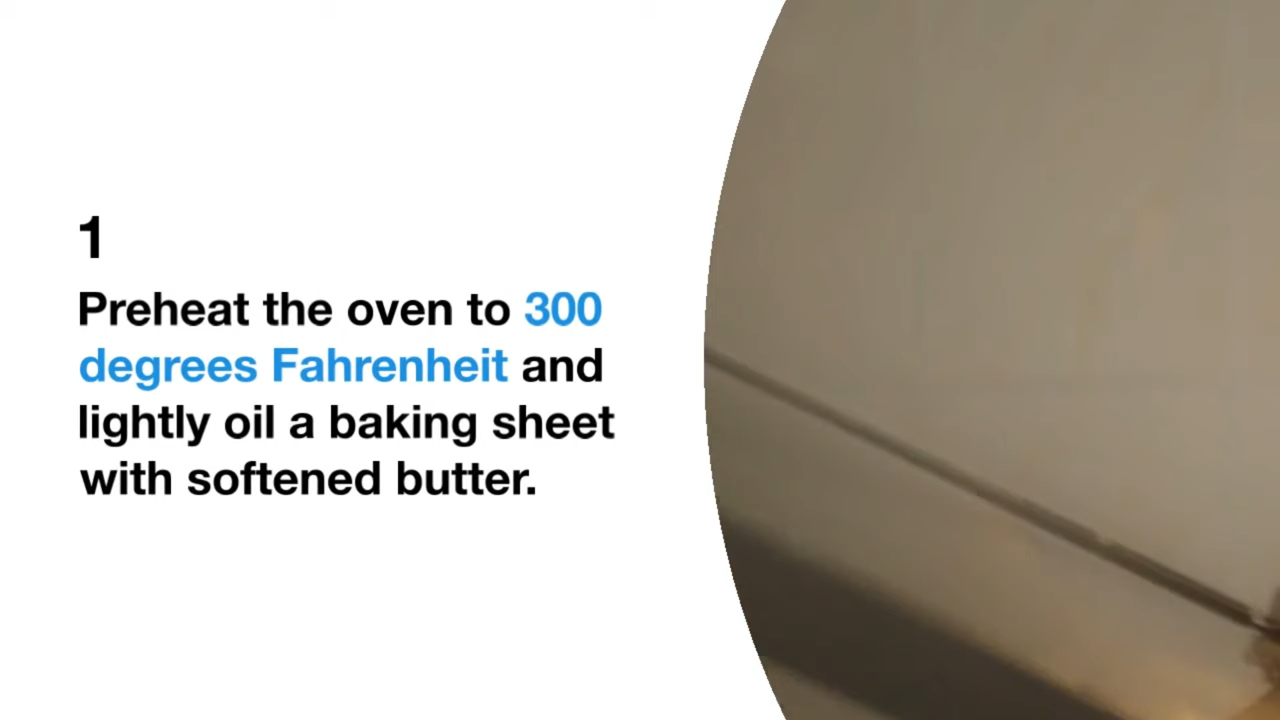 1
Preheat the oven to 300
degrees Fahrenheit and
lightly oil a baking sheet
with softened butter.